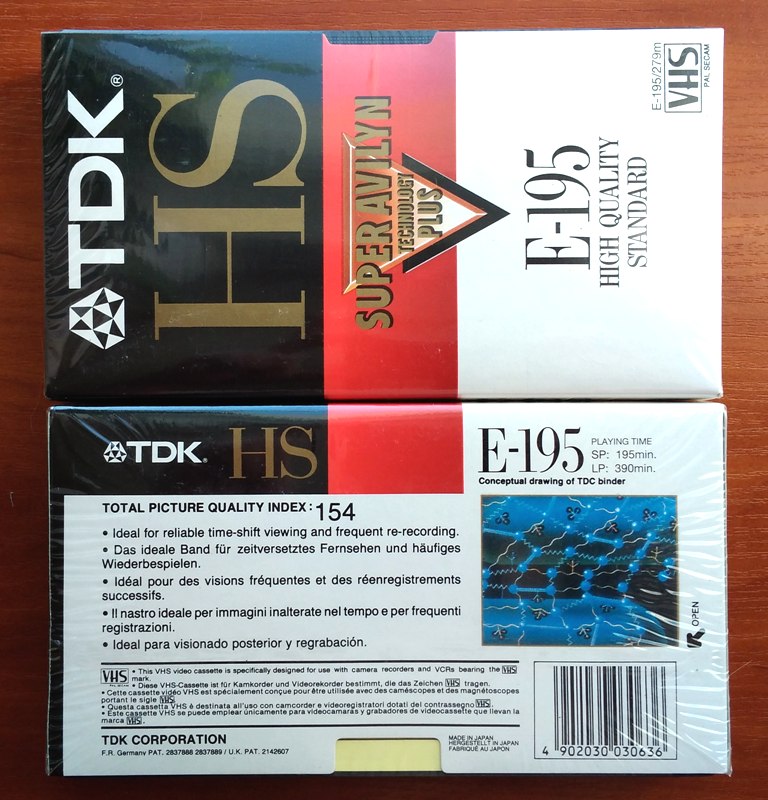 TDK®
HS
SUPER AVILYN
TECHNOLOGY
PLUS
E-195
HIGH QUALITY
STANDARD
E-195/279m
VHS
PAL SECAM
TDK® HS
E-195
PLAYING TIME
SP: 195min.
LP: 390min.
Conceptual drawing of TDC binder
TOTAL PICTURE QUALITY INDEX: 154
• Ideal for reliable time-shift viewing and frequent re-recording.
• Das ideale Band für zeitversetztes Fernsehen und häufiges
Wiederbespielen.
• Idéal pour des visions fréquentes et des réenregistrements
successifs.
• Il nastro ideale per immagini inalterate nel tempo e per frequenti
registrazioni.
• Ideal para visionado posterior y regrabación.
OPEN
VHS
PAL SECAM
• This VHS video cassette is specifically designed for use with camera recorders and VCRs bearing the VHS
mark.
• Diese VHS-Cassette ist für Kamkorder und Videorekorder bestimmt, die das Zeichen VHS tragen.
• Cette cassette vidéo VHS est spécialement conçue pour être utilisée avec des caméscopes et des magnétoscopes
portant le sigle VHS.
• Questa cassetta VHS è destinata all'uso con camcorder e videoregistratori dotati del contrassegno VHS.
• Este cassette VHS se puede emplear únicamente para videocamaras y grabadores de videocassette que llevan la
marca VHS.
TDK CORPORATION
F.R. Germany PAT. 2837888 2837889 / U.K. PAT. 2142607
MADE IN JAPAN
HERGESTELLT IN JAPAN
FABRIQUÉ AU JAPON
4 902030 030636